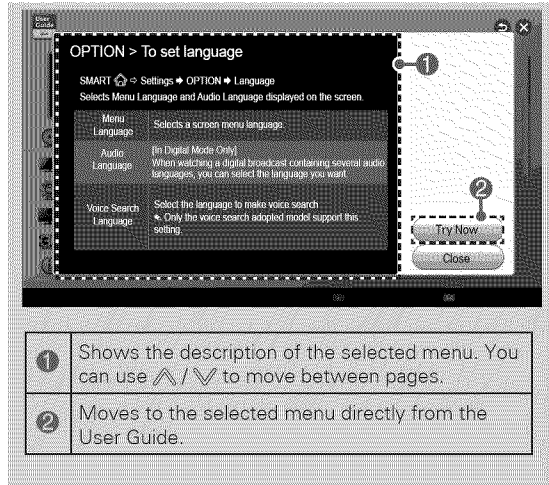 User
Guide
OPTION > To set language
SMART ⇨ Settings ➧ OPTION ➧ Language
Selects Menu Language and Audio Language displayed on the screen.
Menu
Language
Selects a screen menu language.
Audio
Language
[In Digital Mode Only]
When watching a digital broadcast containing several audio
languages, you can select the language you want.
Voice Search
Language
Select the language to make voice search
Only the voice search adopted model support this
setting.
Try Now
Close
❶
❷
❶ Shows the description of the selected menu. You
can use ︿ / ﹀ to move between pages.
❷ Moves to the selected menu directly from the
User Guide.